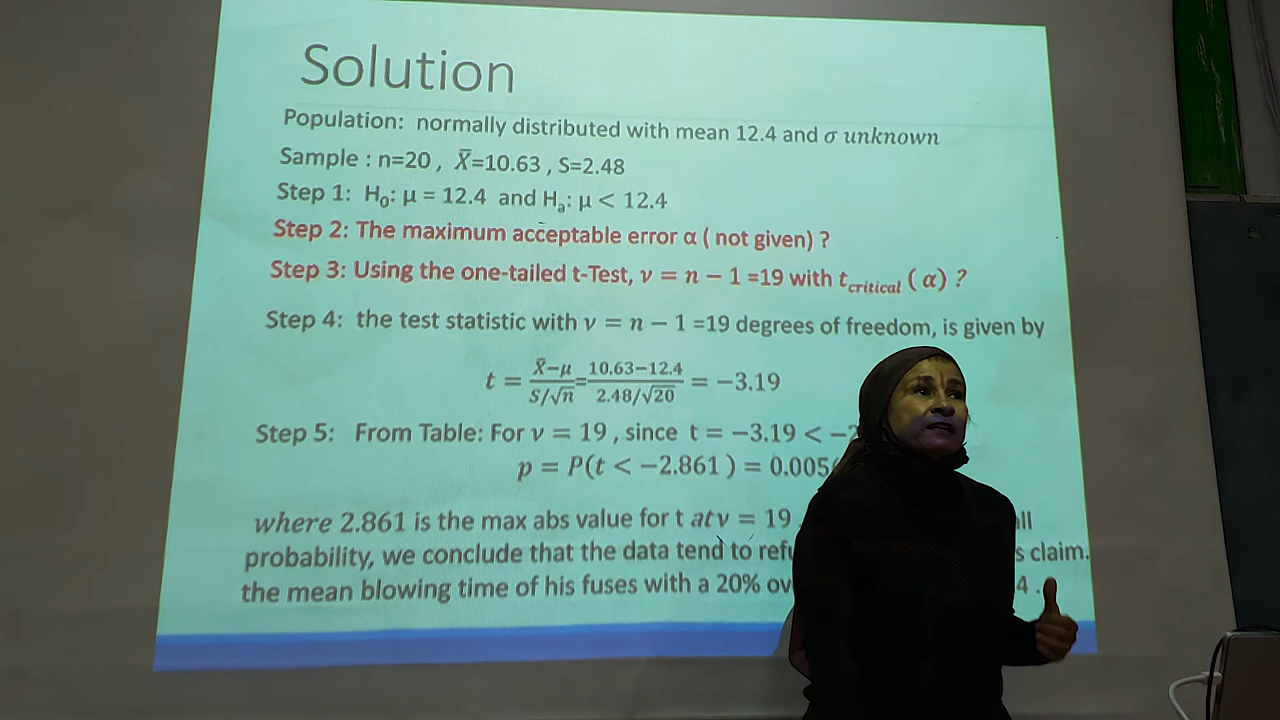 Solution
Population: normally distributed with mean 12.4 and σ unknown
Sample : n=20 , X̄=10.63 , S=2.48
Step 1: H₀: μ = 12.4 and Hₐ: μ < 12.4
Step 2: The maximum acceptable error α ( not given) ?
Step 3: Using the one-tailed t-Test, ν = n − 1 =19 with t_critical (α) ?
Step 4: the test statistic with ν = n − 1 =19 degrees of freedom, is given by
t = (X̄−μ)/(S/√n) = (10.63−12.4)/(2.48/√20) = −3.19
Step 5: From Table: For ν = 19 , since t = −3.19 < −
p = P(t < −2.861 ) = 0.005
where 2.861 is the max abs value for t atν = 19
probability, we conclude that the data tend to claim.
the mean blowing time of his fuses with a 20% 4 .